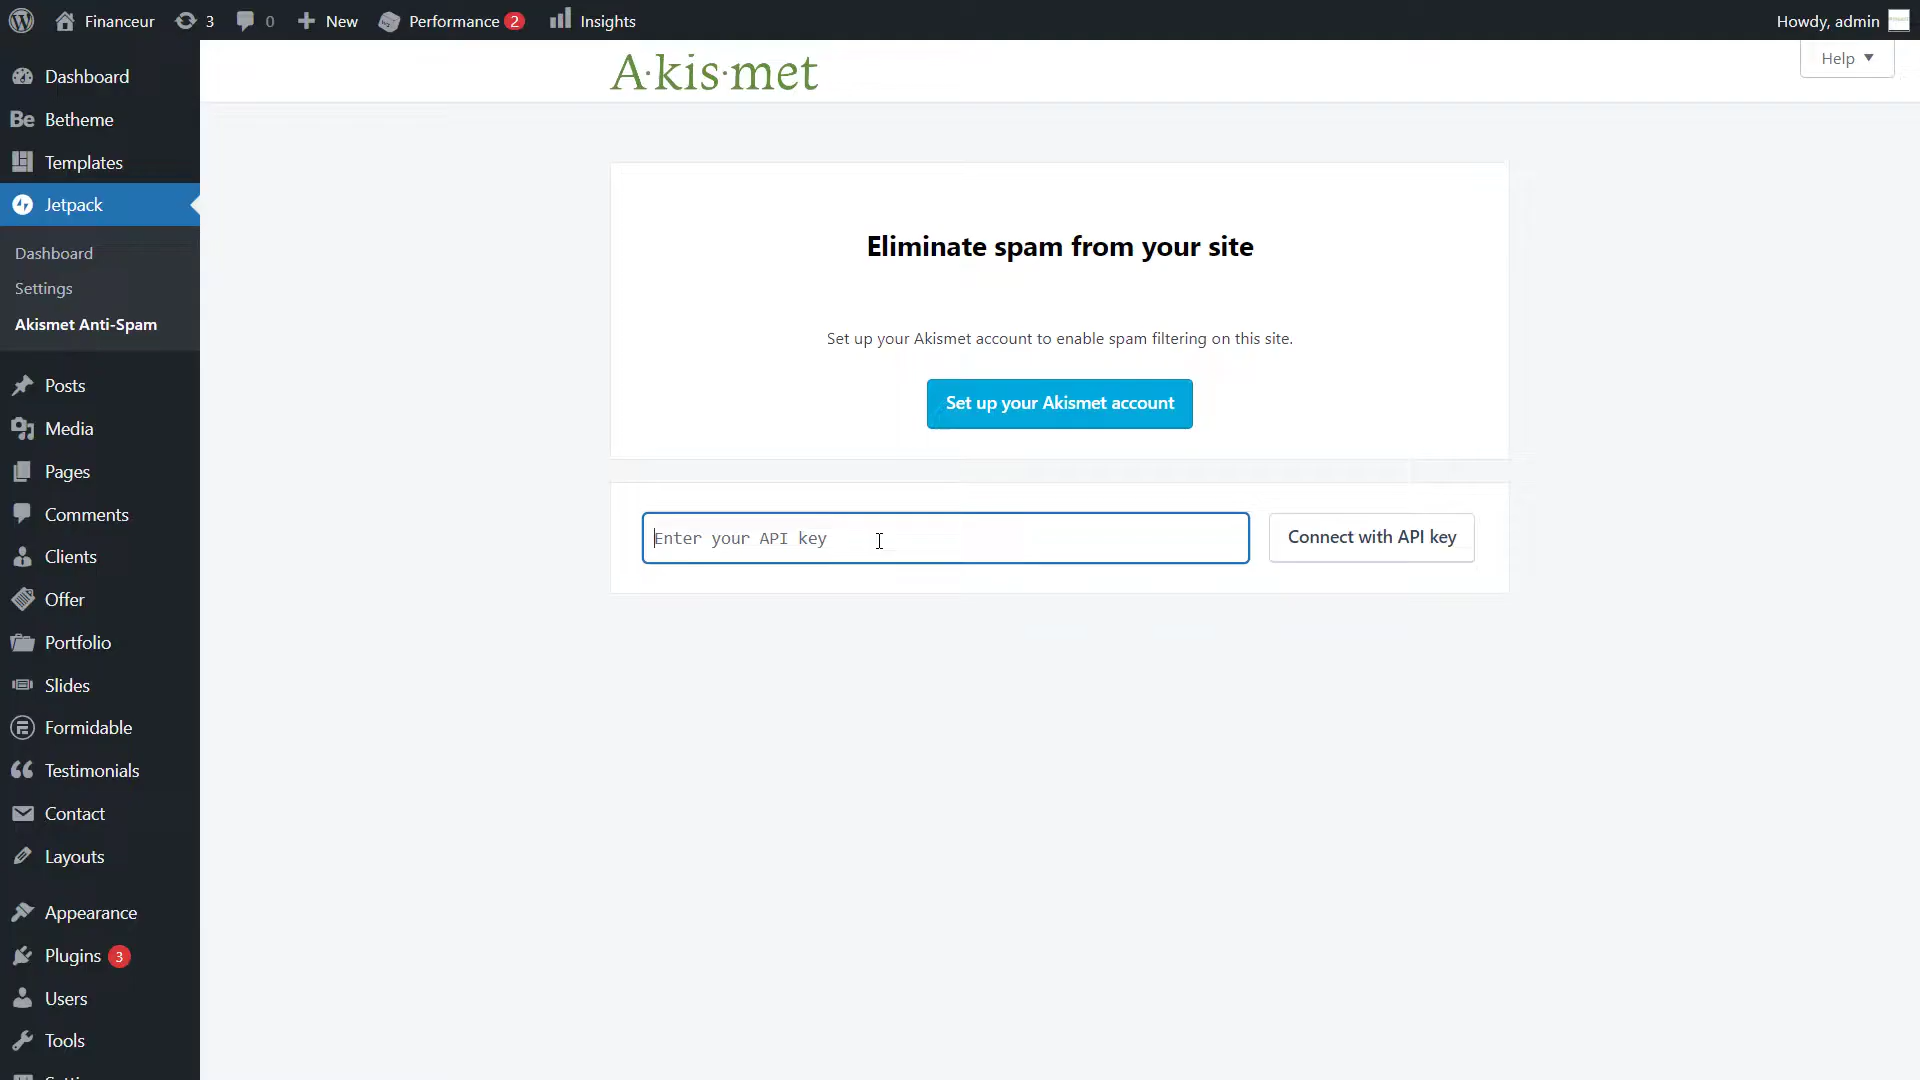 Financeur 3 0 New Performance 2 Insights Howdy, admin
Help
A·kis·met
Dashboard
Be Betheme
Templates
Jetpack
Dashboard
Settings
Akismet Anti-Spam
Posts
Media
Pages
Comments
Clients
Offer
Portfolio
Slides
Formidable
Testimonials
Contact
Layouts
Appearance
Plugins 3
Users
Tools
Eliminate spam from your site
Set up your Akismet account to enable spam filtering on this site.
Set up your Akismet account
Enter your API key
Connect with API key